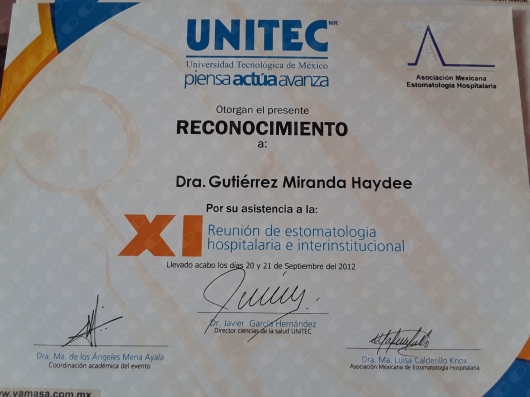 UNITEC MR
Universidad Tecnológica de México
piensa actúa avanza
Asociación Mexicana
Estomatología Hospitalaria
Otorgan el presente
RECONOCIMIENTO
a:
Dra. Gutiérrez Miranda Haydee
Por su asistencia a la:
XI Reunión de estomatología
hospitalaria e interinstitucional
Llevado acabo los días 20 y 21 de Septiembre del 2012
Dr. Javier García Hernández
Director ciencias de la salud UNITEC
Dra. Ma. de los Ángeles Mena Ayala
Coordinación académica del evento
Dra. Ma. Luisa Calderillo Knox
Asociación Mexicana de Estomatología Hospitalaria
www.vamasa.com.mx